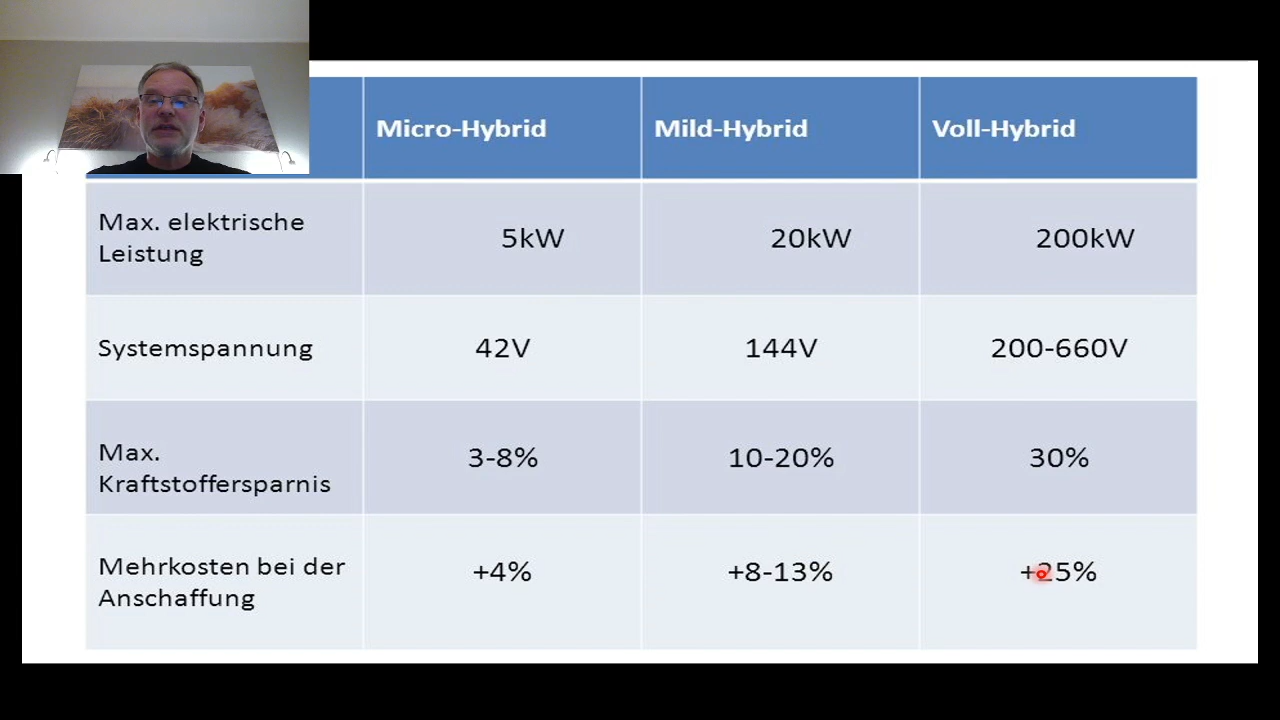 Micro-Hybrid Mild-Hybrid Voll-Hybrid
Max. elektrische
Leistung
5kW 20kW 200kW
Systemspannung 42V 144V 200-660V
Max.
Kraftstoffersparnis
3-8% 10-20% 30%
Mehrkosten bei der
Anschaffung
+4% +8-13% +25%